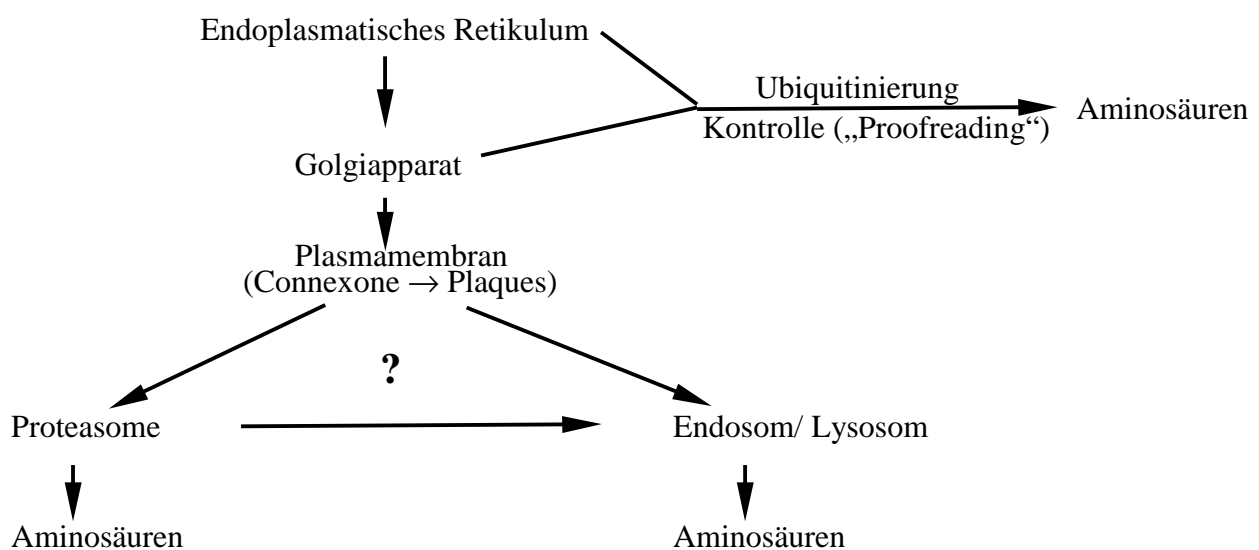 Endoplasmatisches Retikulum
Ubiquitinierung
Aminosäuren
Kontrolle („Proofreading“)
Golgiapparat
Plasmamembran
(Connexone → Plaques)
?
Proteasome
Endosom/ Lysosom
Aminosäuren
Aminosäuren